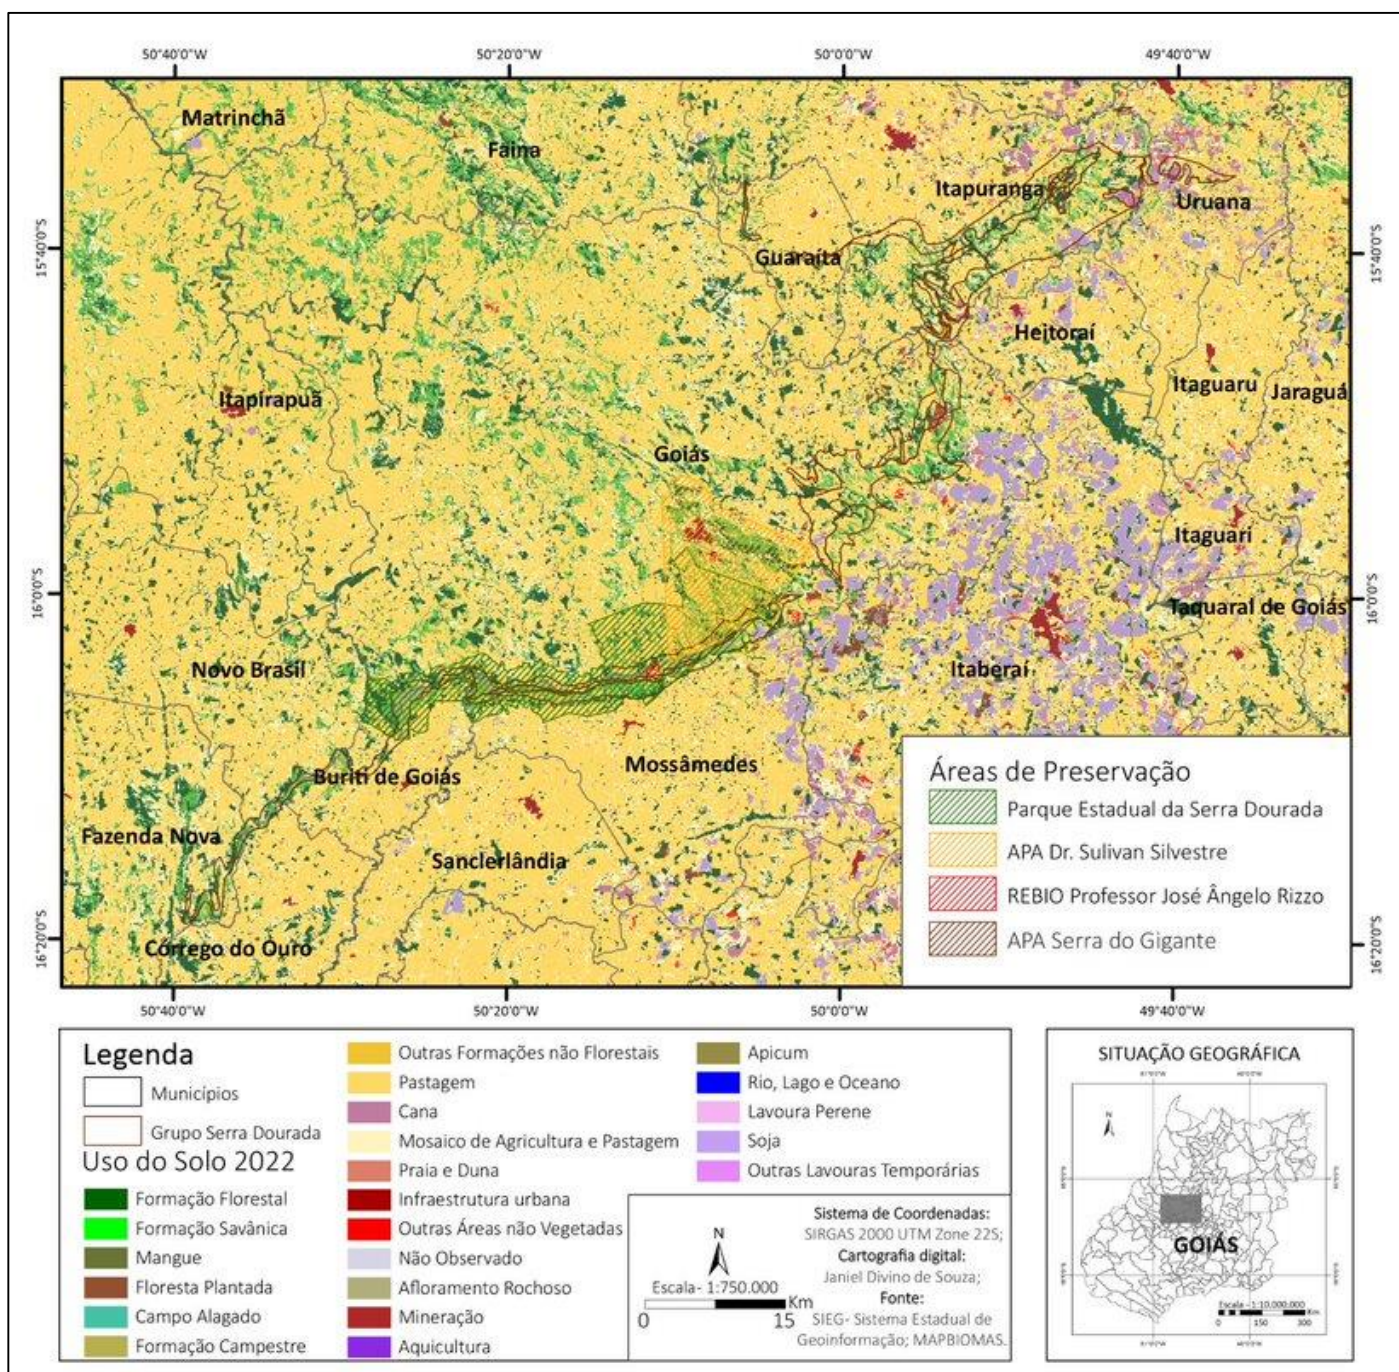 50°40'0"W
50°20'0"W
50°0'0"W
49°40'0"W
Matrinchã
Faina
Itapuranga
Uruana
15°40'0"S
Guaraíta
15°40'0"S
Heitoraí
Itapirapuã
Itaguaru
Jaraguá
Goiás
Itaguari
16°0'0"S
Taquaral de Goiás
16°0'0"S
Novo Brasil
Itaberaí
Buriti de Goiás
Mossâmedes
Fazenda Nova
Sanclerlândia
Córrego do Ouro
16°20'0"S
16°20'0"S
Áreas de Preservação
Parque Estadual da Serra Dourada
APA Dr. Sulivan Silvestre
REBIO Professor José Ângelo Rizzo
APA Serra do Gigante
50°40'0"W
50°20'0"W
50°0'0"W
49°40'0"W
Legenda
Municípios
Grupo Serra Dourada
Uso do Solo 2022
Formação Florestal
Formação Savânica
Mangue
Floresta Plantada
Campo Alagado
Formação Campestre
Outras Formações não Florestais
Pastagem
Cana
Mosaico de Agricultura e Pastagem
Praia e Duna
Infraestrutura urbana
Outras Áreas não Vegetadas
Não Observado
Afloramento Rochoso
Mineração
Aquicultura
Apicum
Rio, Lago e Oceano
Lavoura Perene
Soja
Outras Lavouras Temporárias
N
Escala- 1:750.000
Km
0
15
Sistema de Coordenadas:
SIRGAS 2000 UTM Zone 22S;
Cartografia digital:
Janiel Divino de Souza;
Fonte:
SIEG- Sistema Estadual de
Geoinformação; MAPBIOMAS.
SITUAÇÃO GEOGRÁFICA
N
GOIÁS
Escala -1:10.000.000
Km
0 150 300